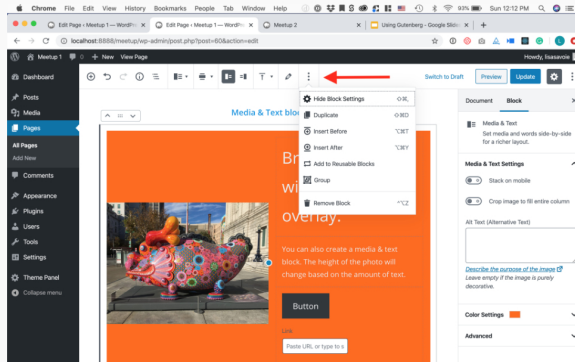 Chrome File Edit View History Bookmarks People Tab Window Help
93% Sun 12:12 PM
Edit Page ‹ Meetup 1 — WordPr
Edit Page ‹ Meetup 1 — WordPr
Meetup 2
Using Gutenberg - Google Slide
localhost:8888/meetup/wp-admin/post.php?post=60&action=edit
Meetup 1 0 + New View Page
Howdy, lisasavoie
Dashboard
Posts
Media
Pages
All Pages
Add New
Comments
Appearance
Plugins
Users
Tools
Settings
Theme Panel
Collapse menu
Switch to Draft Preview Update
Media & Text bloc
Hide Block Settings ⇧⌘,
Duplicate ⇧⌘D
Insert Before ⌥⌘T
Insert After ⌥⌘Y
Add to Reusable Blocks
Group
Remove Block ^⌥Z
Br
wi
overlay.
You can also create a media & text
block. The height of the photo will
change based on the amount of text.
Button
Link
Paste URL or type to s
Document Block
Media & Text
Set media and words side-by-side
for a richer layout.
Media & Text Settings
Stack on mobile
Crop image to fill entire column
Alt Text (Alternative Text)
Describe the purpose of the image
Leave empty if the image is purely
decorative.
Color Settings
Advanced